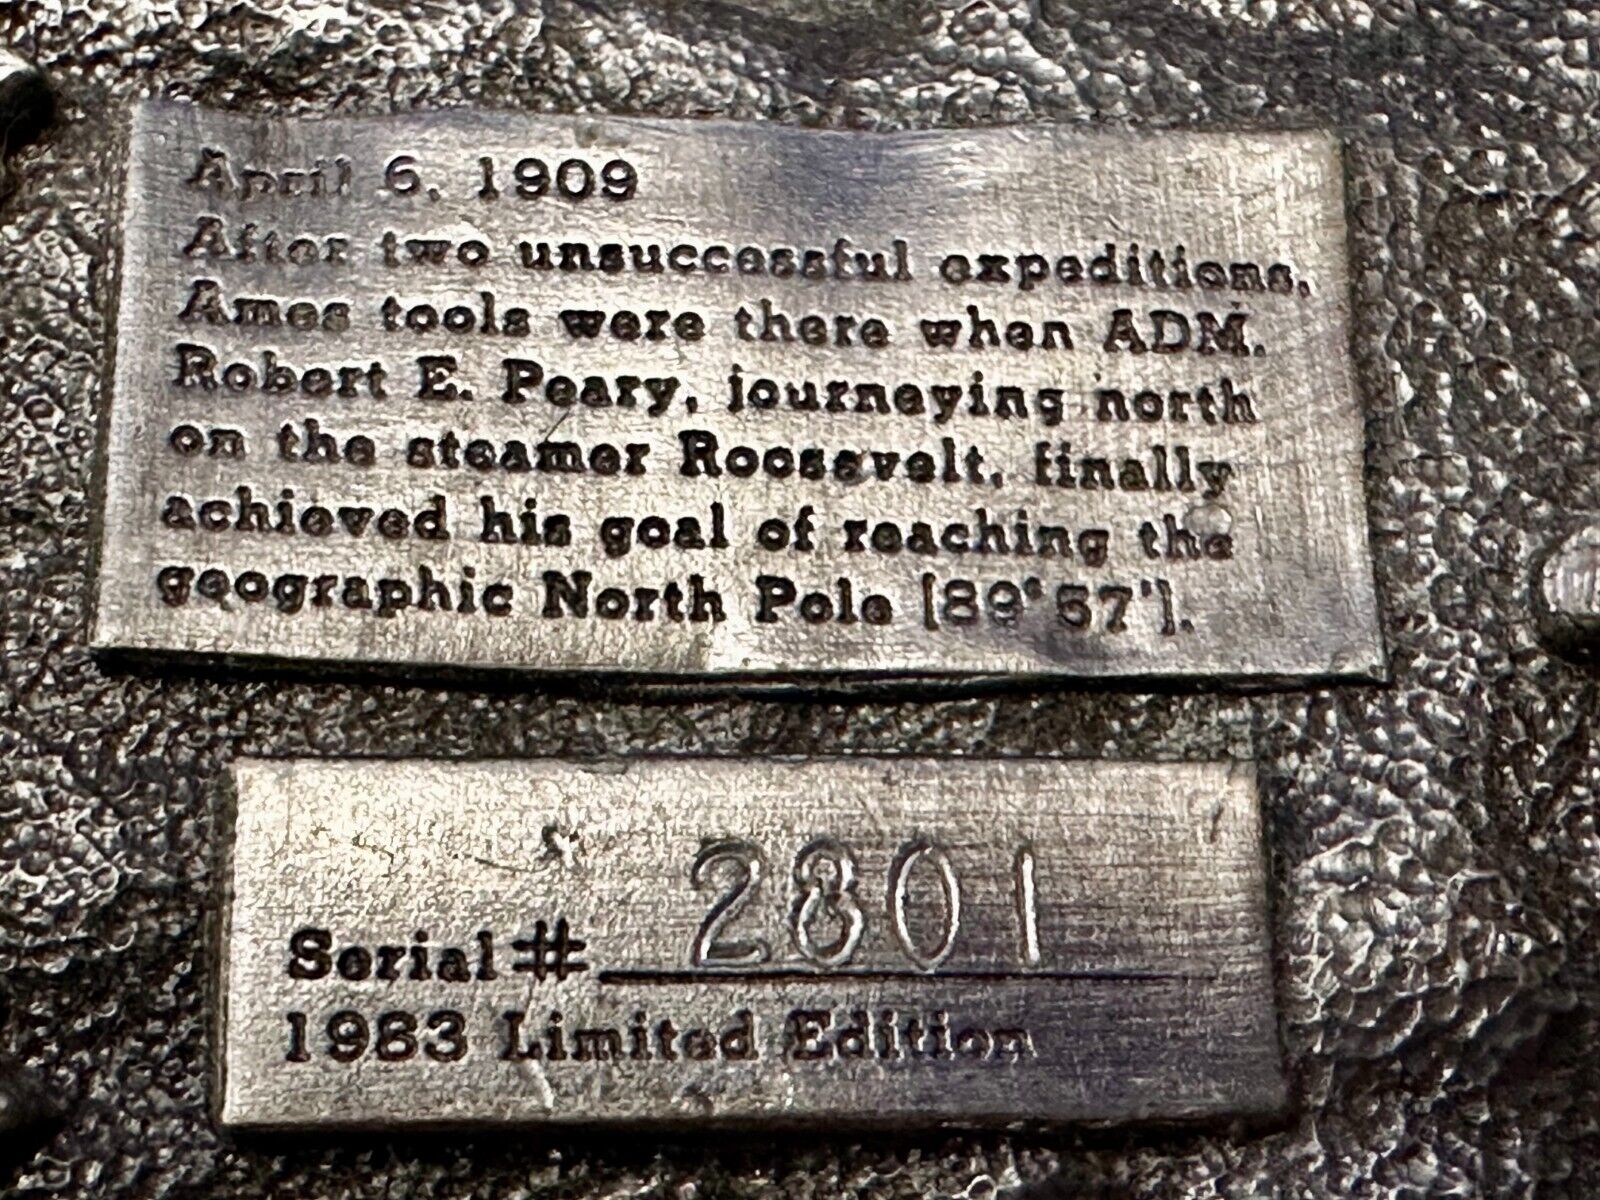 April 6, 1909
After two unsuccessful expeditions,
Ames tools were there when ADM.
Robert E. Peary, journeying north
on the steamer Roosevelt, finally
achieved his goal of reaching the
geographic North Pole [89°57'].
Serial # 2801
1983 Limited Edition